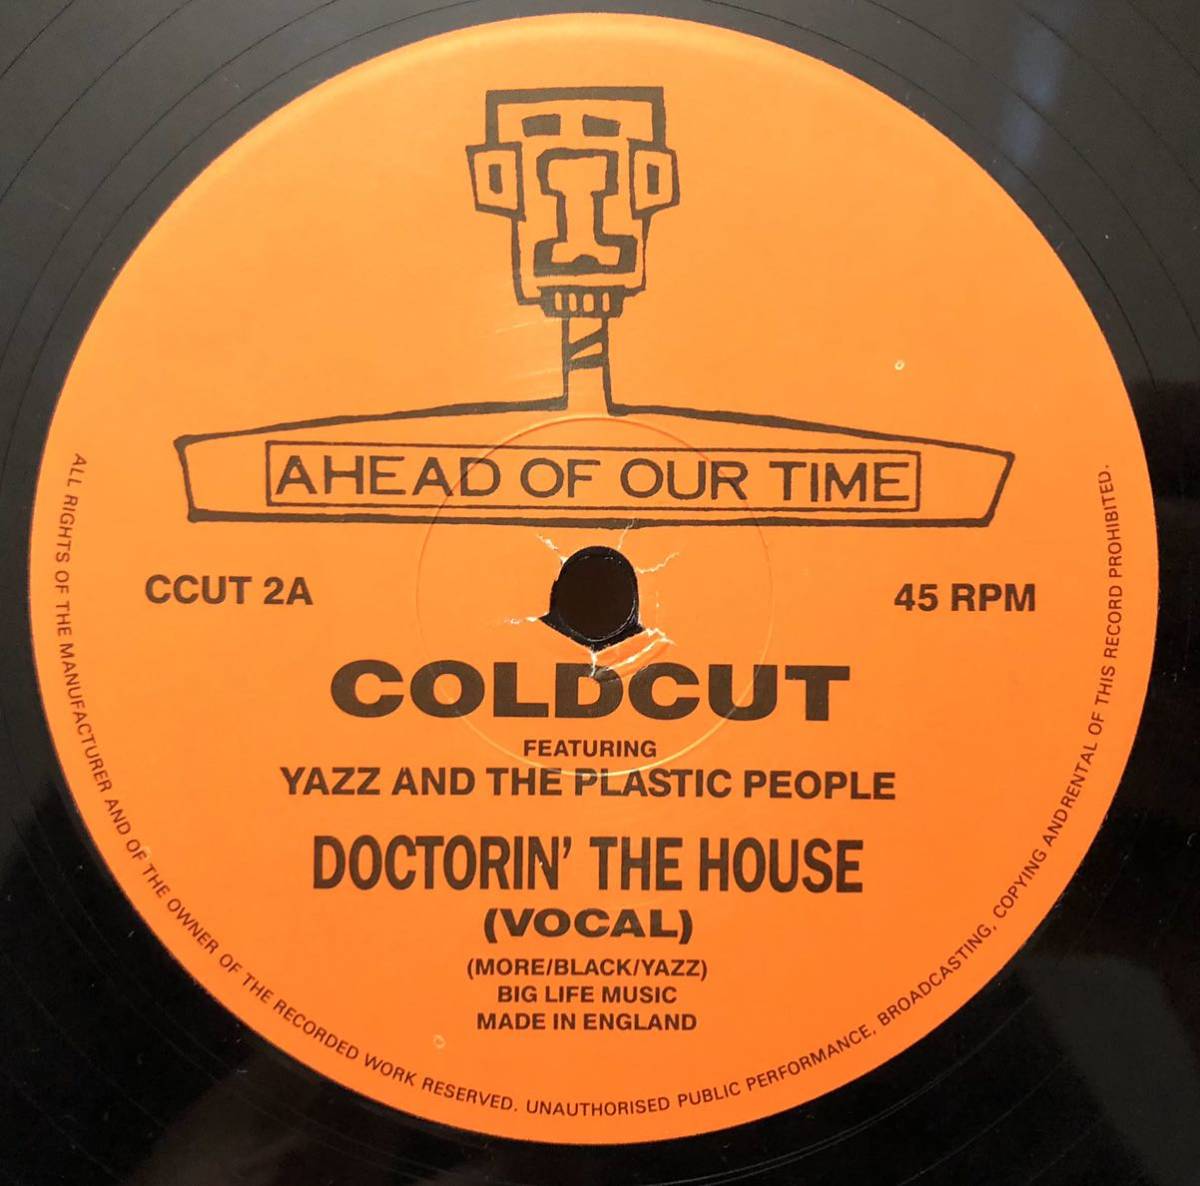 AHEAD OF OUR TIME
CCUT 2A
45 RPM
COLDCUT
FEATURING
YAZZ AND THE PLASTIC PEOPLE
DOCTORIN' THE HOUSE
(VOCAL)
(MORE/BLACK/YAZZ)
BIG LIFE MUSIC
MADE IN ENGLAND
ALL RIGHTS OF THE MANUFACTURER AND OF THE OWNER OF THE RECORDED WORK RESERVED. UNAUTHORISED PUBLIC PERFORMANCE, BROADCASTING, COPYING AND RENTAL OF THIS RECORD PROHIBITED.